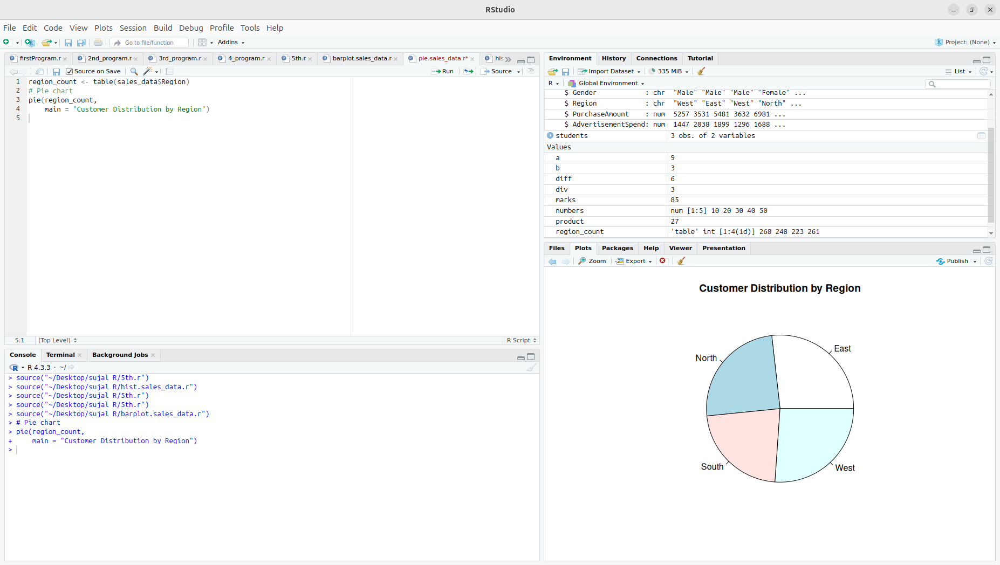 RStudio
File Edit Code View Plots Session Build Debug Profile Tools Help
Go to file/function Addins Project: (None)
firstProgram.r 2nd_program.r 3rd_program.r 4_program.r 5th.r barplot.sales_data.r pie.sales_data.r* his
Source on Save Run Source
1 region_count <- table(sales_data$Region)
2 # Pie chart
3 pie(region_count,
4 main = "Customer Distribution by Region")
5
5:1 (Top Level) R Script
Console Terminal Background Jobs
R 4.3.3 · ~/
> source("~/Desktop/sujal R/5th.r")
> source("~/Desktop/sujal R/hist.sales_data.r")
> source("~/Desktop/sujal R/5th.r")
> source("~/Desktop/sujal R/5th.r")
> source("~/Desktop/sujal R/barplot.sales_data.r")
> # Pie chart
> pie(region_count,
+ main = "Customer Distribution by Region")
>
Environment History Connections Tutorial
Import Dataset 335 MiB List
R Global Environment
$ Gender : chr "Male" "Male" "Male" "Female" ...
$ Region : chr "West" "East" "West" "North" ...
$ PurchaseAmount : num 5257 3531 5481 3632 6981 ...
$ AdvertisementSpend: num 1447 2038 1899 1296 1688 ...
students 3 obs. of 2 variables
Values
a 9
b 3
diff 6
div 3
marks 85
numbers num [1:5] 10 20 30 40 50
product 27
region_count 'table' int [1:4(1d)] 268 248 223 261
Files Plots Packages Help Viewer Presentation
Zoom Export Publish
Customer Distribution by Region
East
North
South
West